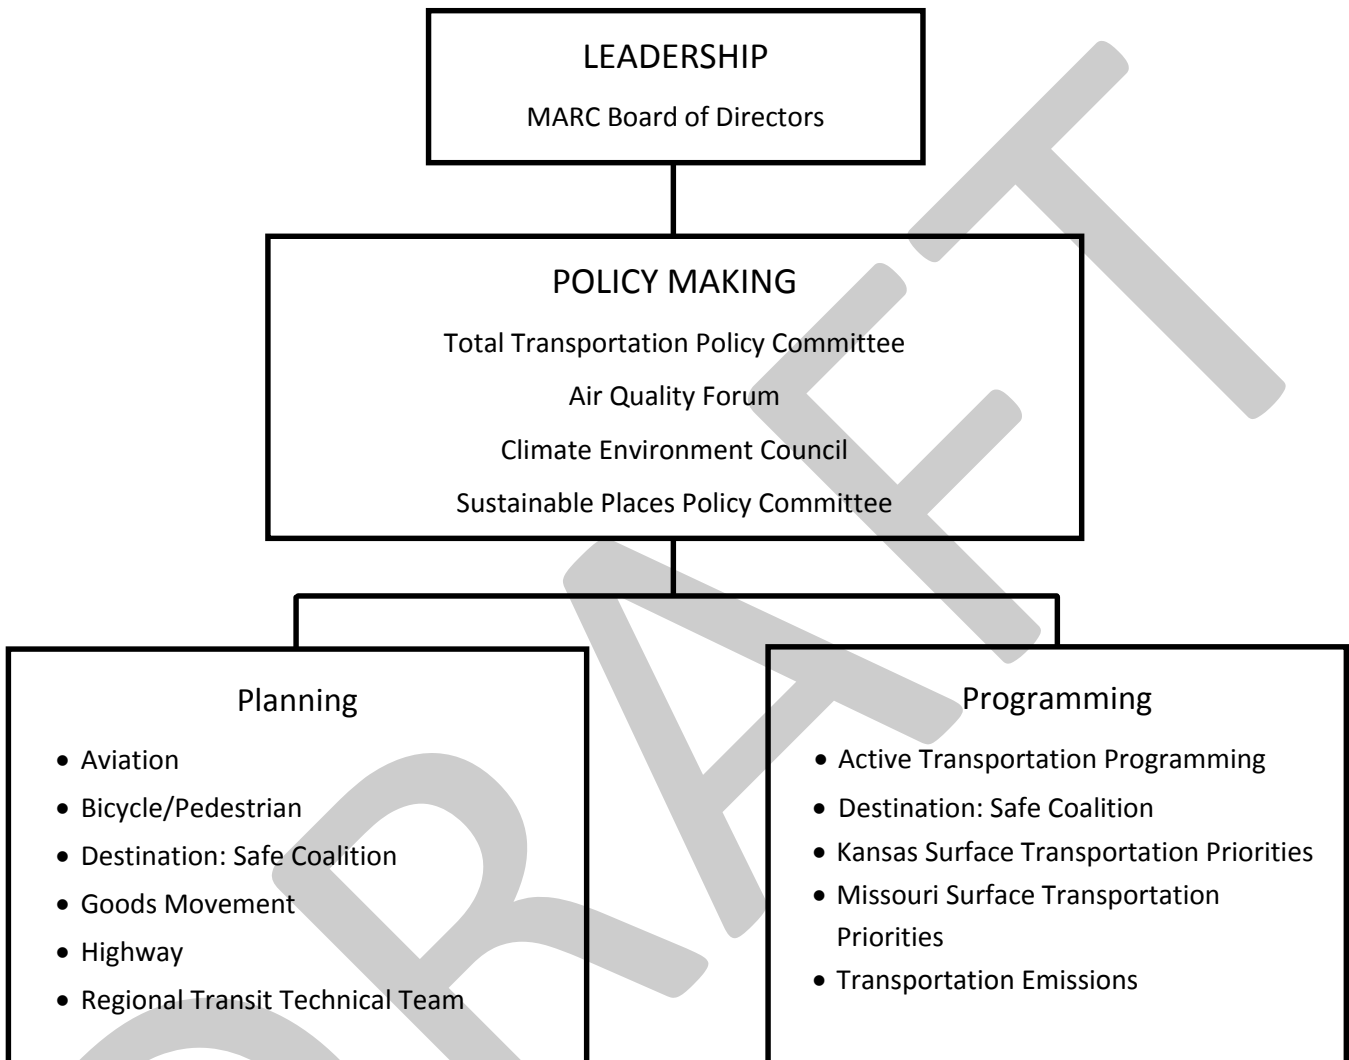 LEADERSHIP
MARC Board of Directors
POLICY MAKING
Total Transportation Policy Committee
Air Quality Forum
Climate Environment Council
Sustainable Places Policy Committee
Planning
• Aviation
• Bicycle/Pedestrian
• Destination: Safe Coalition
• Goods Movement
• Highway
• Regional Transit Technical Team
Programming
• Active Transportation Programming
• Destination: Safe Coalition
• Kansas Surface Transportation Priorities
• Missouri Surface Transportation
Priorities
• Transportation Emissions
DRAFT